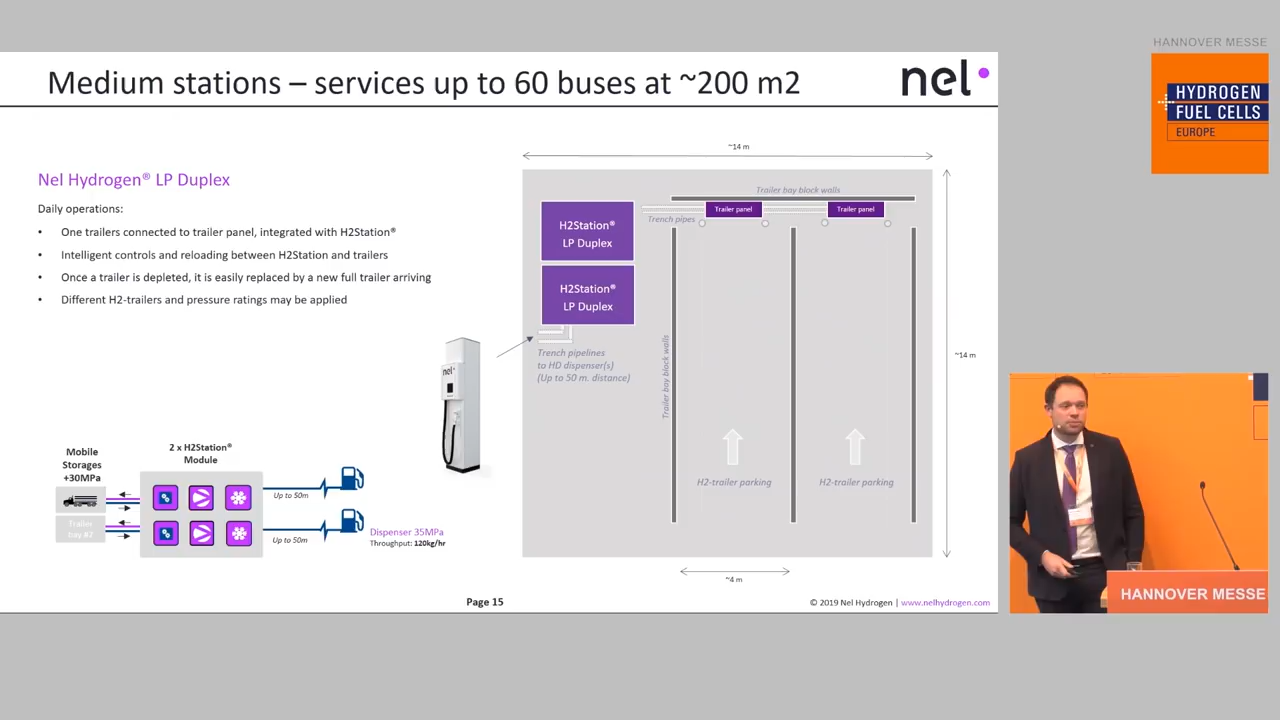 HANNOVER MESSE
HYDROGEN
FUEL CELLS
EUROPE
Medium stations – services up to 60 buses at ~200 m2
nel
Nel Hydrogen® LP Duplex
Daily operations:
• One trailers connected to trailer panel, integrated with H2Station®
• Intelligent controls and reloading between H2Station and trailers
• Once a trailer is depleted, it is easily replaced by a new full trailer arriving
• Different H2-trailers and pressure ratings may be applied
~14 m
Trailer bay block walls
Trailer panel
Trailer panel
Trench pipes
H2Station®
LP Duplex
H2Station®
LP Duplex
Trench pipelines
to HD dispenser(s)
(Up to 50 m. distance)
Trailer bay block walls
~14 m
H2-trailer parking
H2-trailer parking
~4 m
nel
Mobile
Storages
+30MPa
Trailer
bay #2
2 x H2Station®
Module
Up to 50m
Up to 50m
Dispenser 35MPa
Throughput: 120kg/hr
Page 15
© 2019 Nel Hydrogen | www.nelhydrogen.com
HANNOVER MESSE